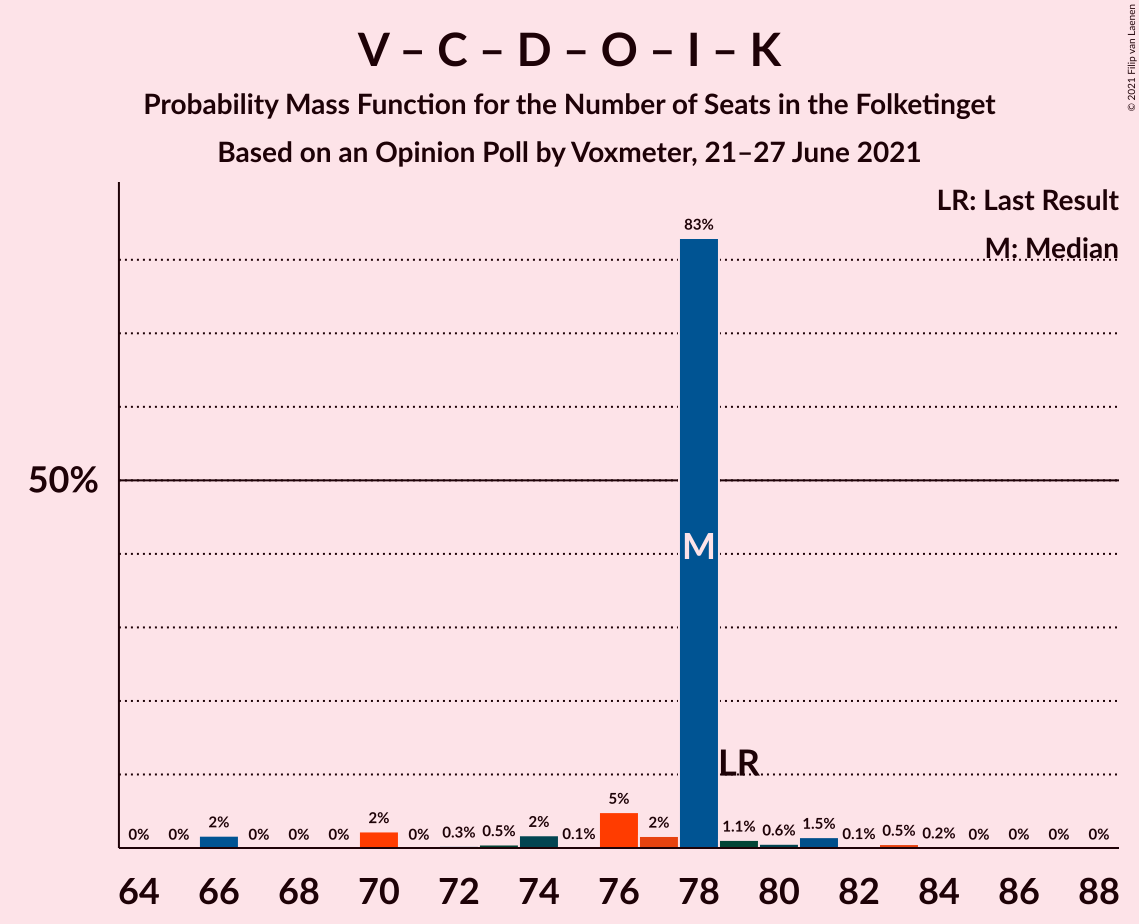 V – C – D – O – I – K
Probability Mass Function for the Number of Seats in the Folketinget
Based on an Opinion Poll by Voxmeter, 21–27 June 2021
© 2021 Filip van Laenen
LR: Last Result
M: Median
50%
0% 0% 2% 0% 0% 0% 2% 0% 0.3% 0.5% 2% 0.1% 5% 2% 83% 1.1% 0.6% 1.5% 0.1% 0.5% 0.2% 0% 0% 0% 0%
M
LR
64 66 68 70 72 74 76 78 80 82 84 86 88